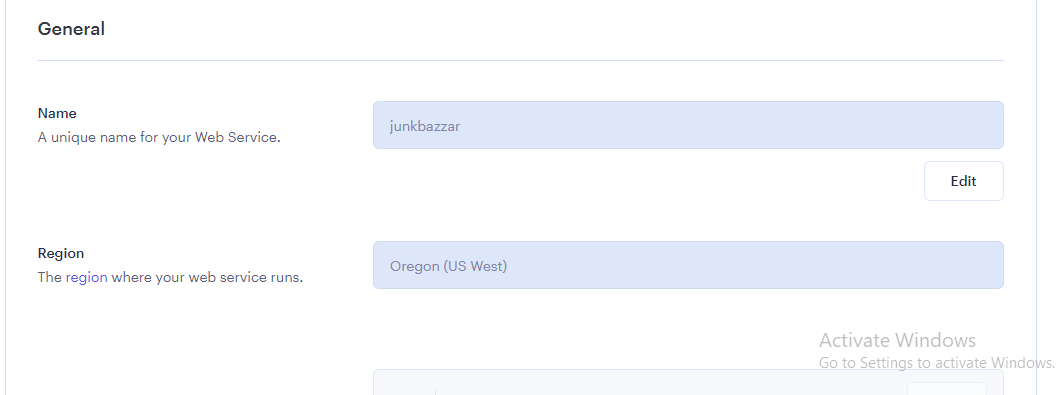 General
Name
A unique name for your Web Service.
junkbazzar
Edit
Region
The region where your web service runs.
Oregon (US West)
Activate Windows
Go to Settings to activate Windows.